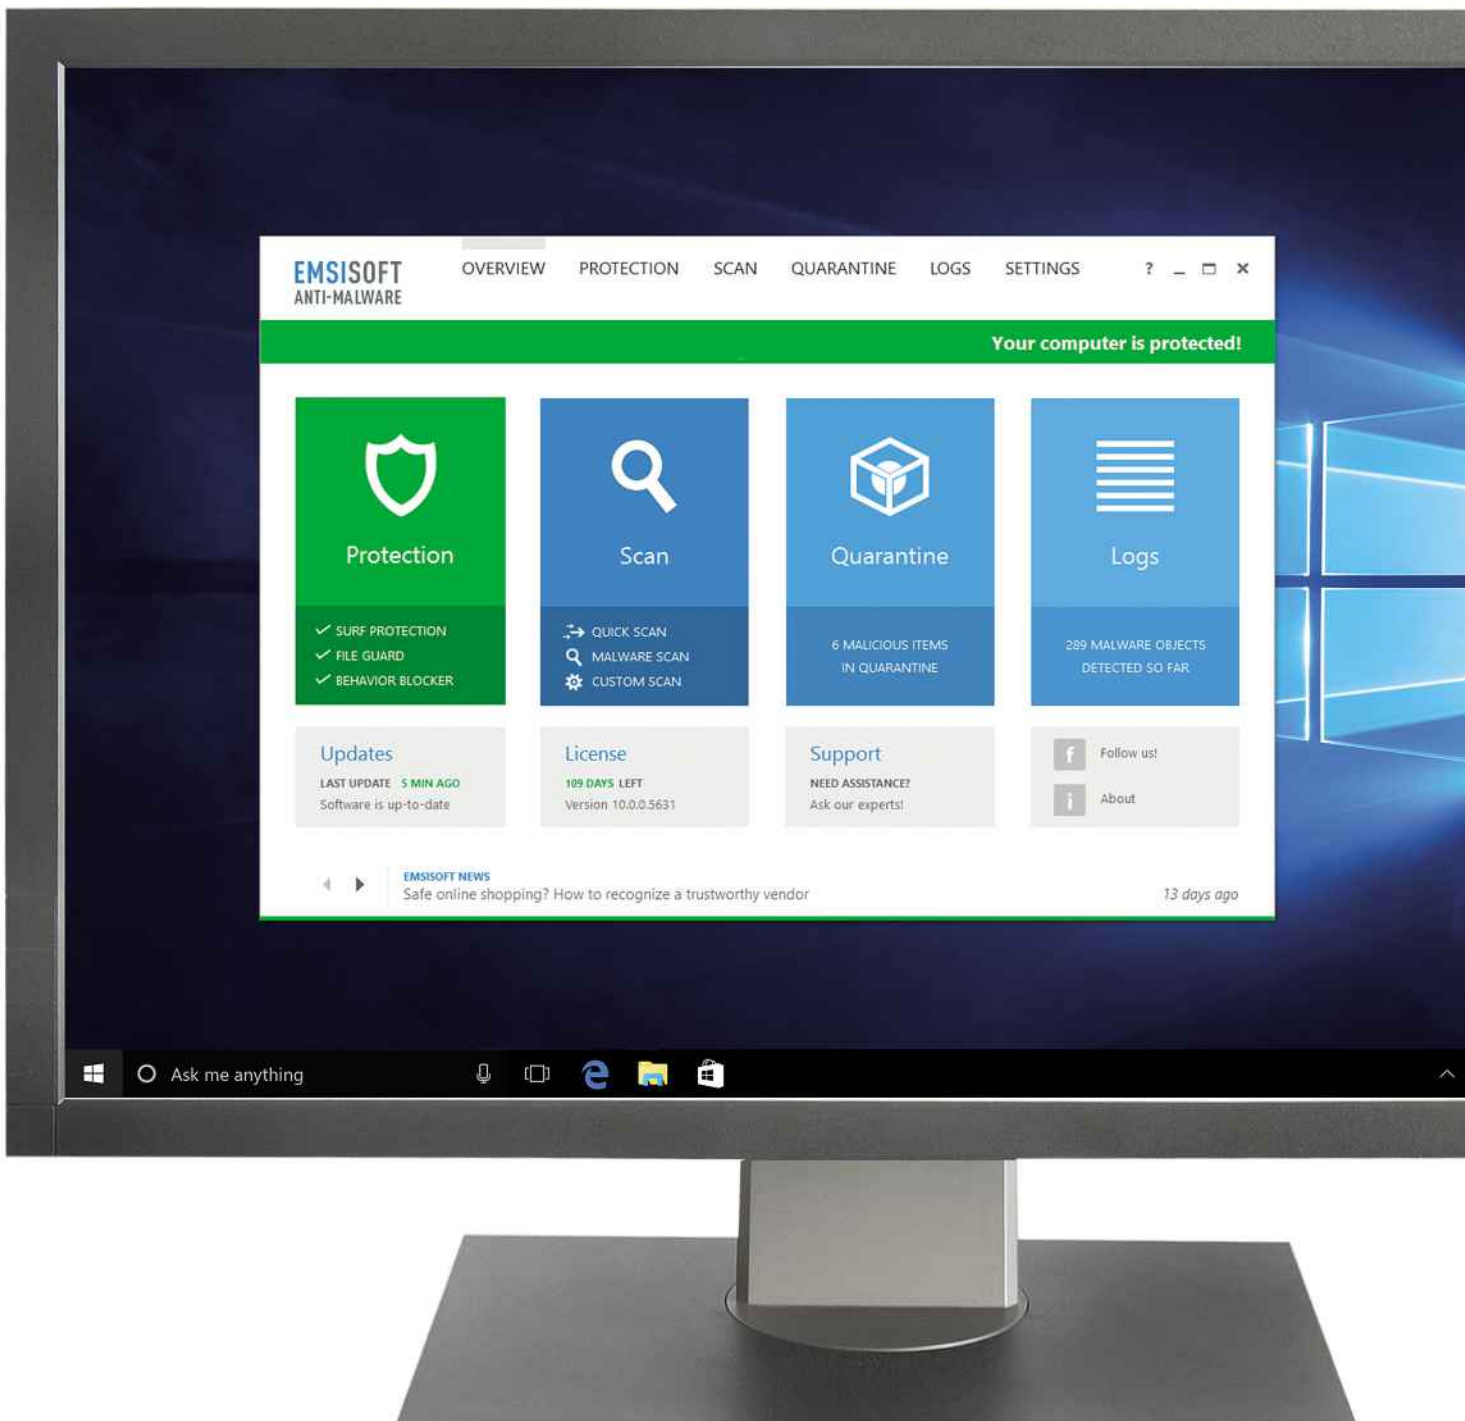 EMSISOFT
ANTI-MALWARE
OVERVIEW PROTECTION SCAN QUARANTINE LOGS SETTINGS ?
Your computer is protected!
Protection
SURF PROTECTION
FILE GUARD
BEHAVIOR BLOCKER
Scan
QUICK SCAN
MALWARE SCAN
CUSTOM SCAN
Quarantine
6 MALICIOUS ITEMS
IN QUARANTINE
Logs
289 MALWARE OBJECTS
DETECTED SO FAR
Updates
LAST UPDATE 5 MIN AGO
Software is up-to-date
License
109 DAYS LEFT
Version 10.0.0.5631
Support
NEED ASSISTANCE?
Ask our experts!
f Follow us!
i About
EMSISOFT NEWS
Safe online shopping? How to recognize a trustworthy vendor
13 days ago
Ask me anything